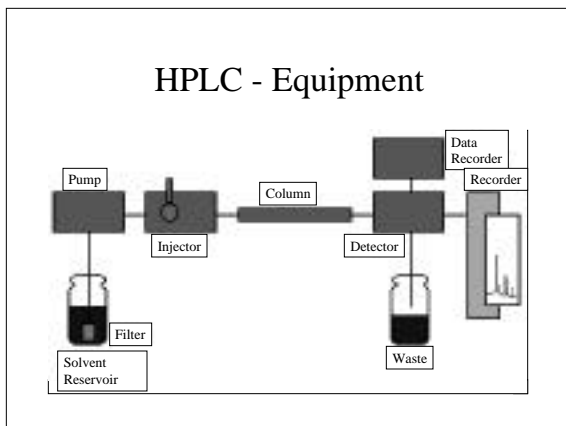 HPLC - Equipment
Data
Recorder
Recorder
Pump
Column
Injector
Detector
Filter
Solvent
Reservoir
Waste